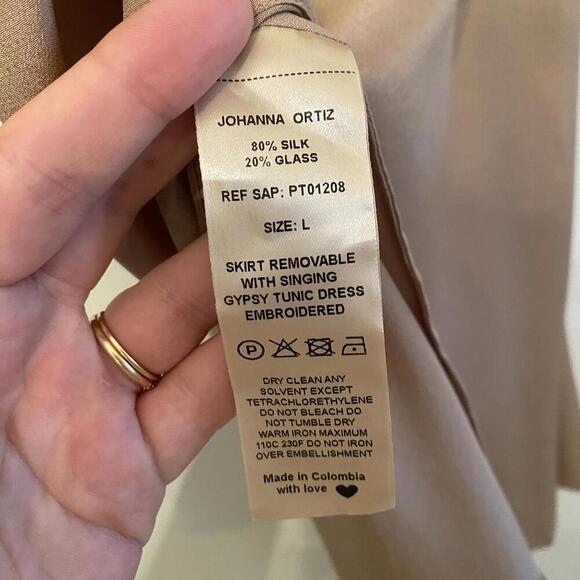 JOHANNA ORTIZ
80% SILK
20% GLASS
REF SAP: PT01208
SIZE: L
SKIRT REMOVABLE
WITH SINGING
GYPSY TUNIC DRESS
EMBROIDERED
P
DRY CLEAN ANY
SOLVENT EXCEPT
TETRACHLORETHYLENE
DO NOT BLEACH DO
NOT TUMBLE DRY
WARM IRON MAXIMUM
110C 230F DO NOT IRON
OVER EMBELLISHMENT
Made in Colombia
with love